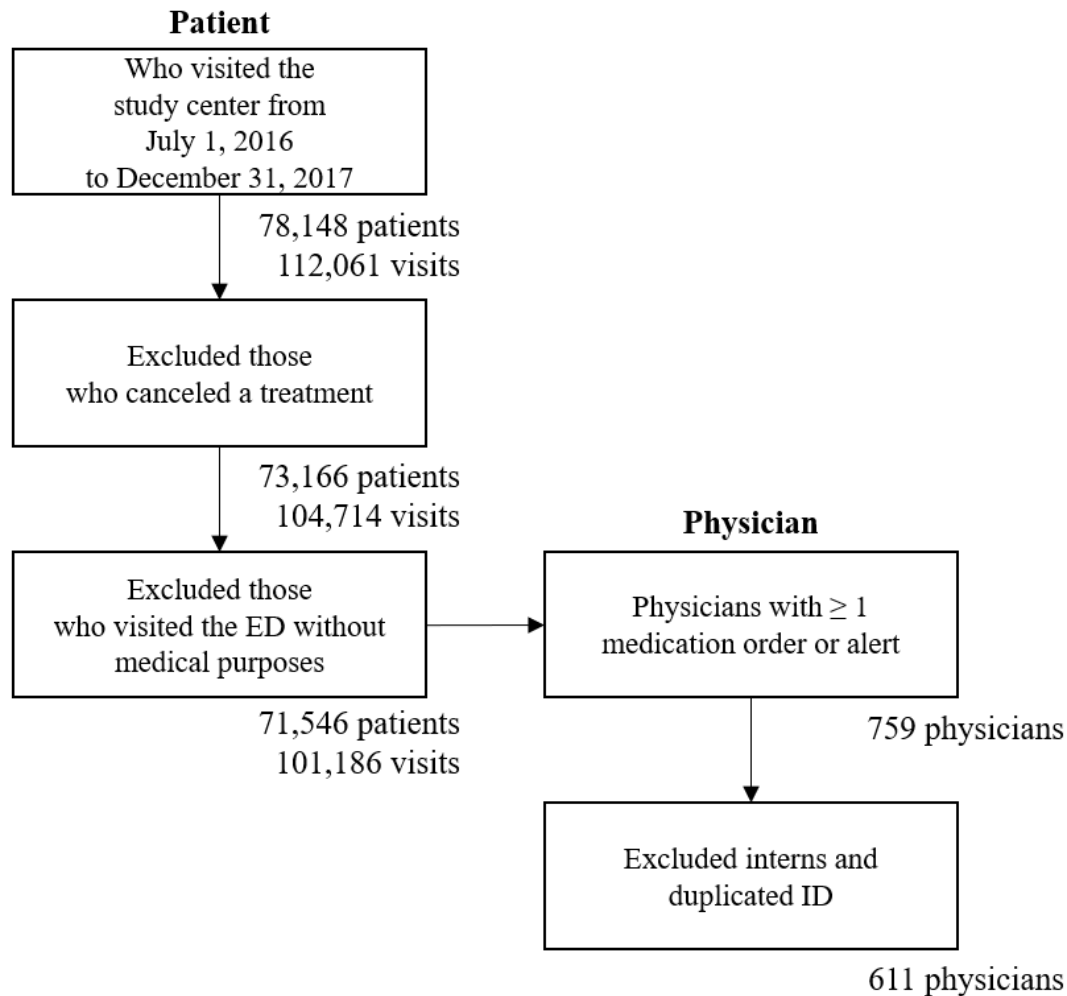 Patient
Who visited the
study center from
July 1, 2016
to December 31, 2017
78,148 patients
112,061 visits
Excluded those
who canceled a treatment
73,166 patients
104,714 visits
Excluded those
who visited the ED without
medical purposes
71,546 patients
101,186 visits
Physician
Physicians with ≥ 1
medication order or alert
759 physicians
Excluded interns and
duplicated ID
611 physicians